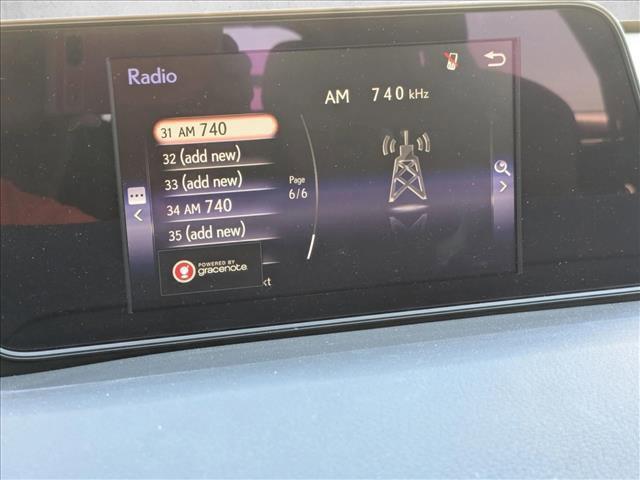 Radio
AM 740 kHz
31 AM 740
32 (add new)
33 (add new)
34 AM 740
35 (add new)
Page
6/6
POWERED BY
gracenote.
xt